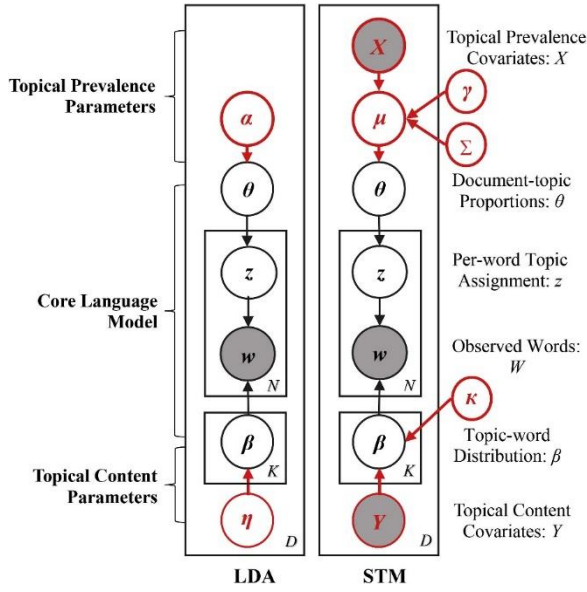 Topical Prevalence
Parameters
Core Language
Model
Topical Content
Parameters
α
θ
z
w
N
β
K
η
D
LDA
X
μ
γ
Σ
θ
z
w
N
κ
β
K
Y
D
STM
Topical Prevalence
Covariates: X
Document-topic
Proportions: θ
Per-word Topic
Assignment: z
Observed Words:
W
Topic-word
Distribution: β
Topical Content
Covariates: Y